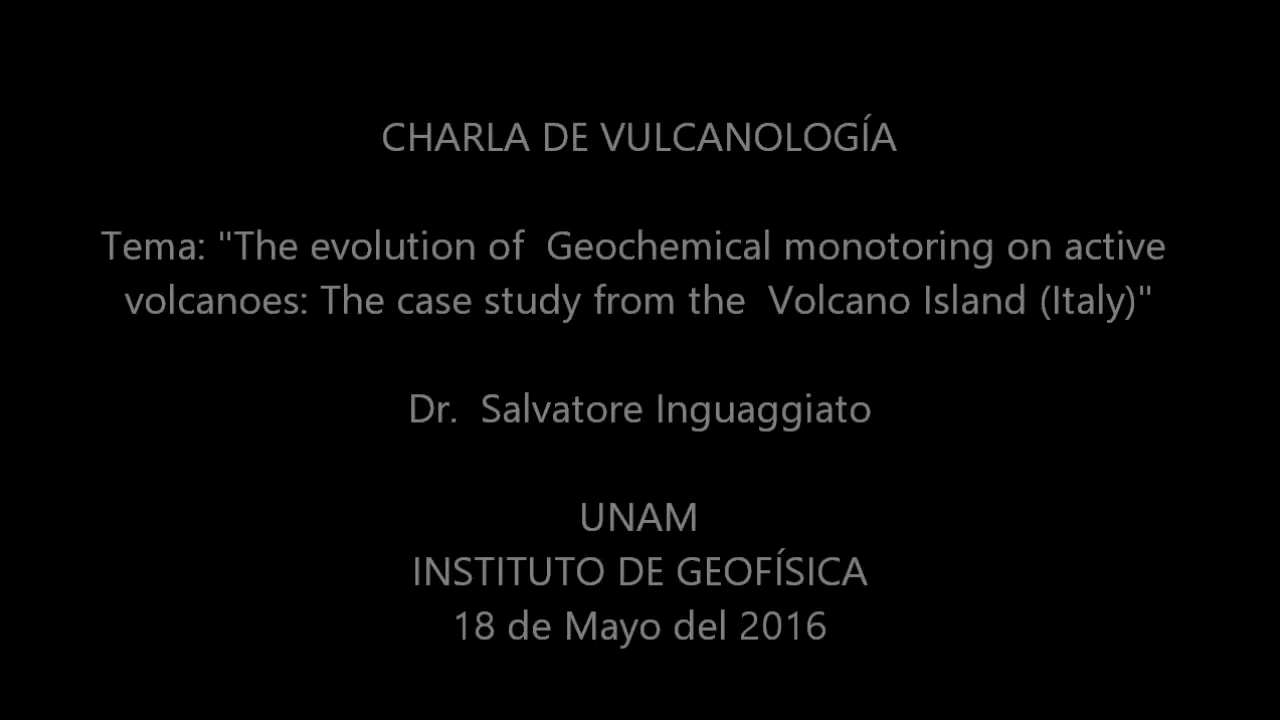 CHARLA DE VULCANOLOGÍA
Tema: "The evolution of  Geochemical monotoring on active
volcanoes: The case study from the  Volcano Island (Italy)"
Dr.  Salvatore Inguaggiato
UNAM
INSTITUTO DE GEOFÍSICA
18 de Mayo del 2016